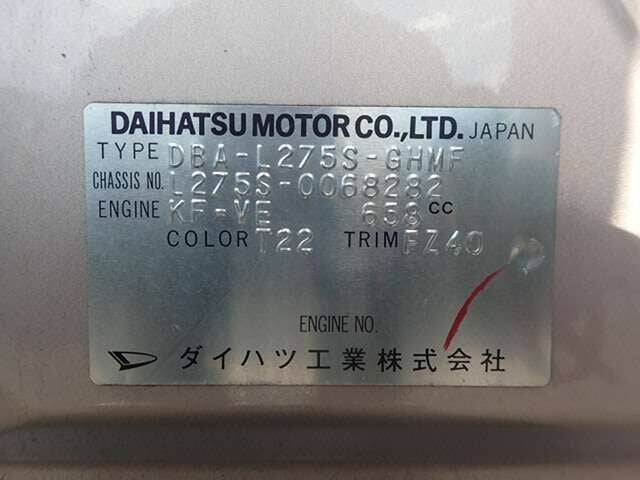 DAIHATSU MOTOR CO.,LTD. JAPAN
TYPE DBA-L275S-GHMF
CHASSIS NO. L275S-0068282
ENGINE KF-VE 658 CC
COLOR T22 TRIM FZ40
ENGINE NO.
ダイハツ工業株式会社